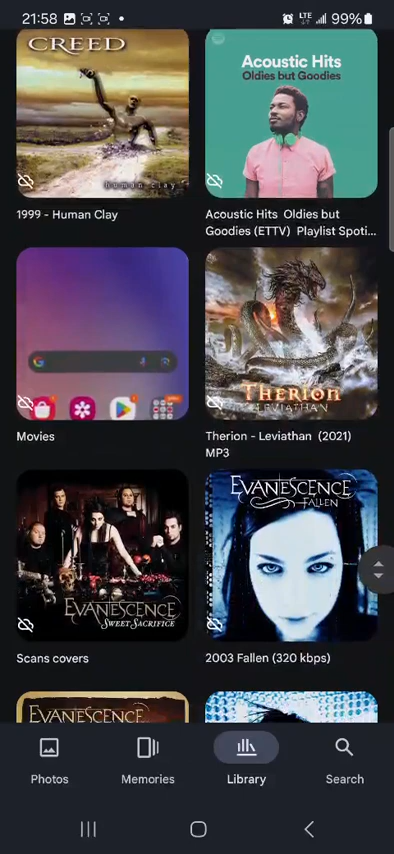 21:58
LTE
99%
CREED
human clay
Acoustic Hits
Oldies but Goodies
1999 - Human Clay
Acoustic Hits Oldies but
Goodies (ETTV) Playlist Spoti...
G
THERION
LEVIATHAN
Movies
Therion - Leviathan (2021)
MP3
EVANESCENCE
SWEET SACRIFICE
EVANESCENCE
FALLEN
Scans covers
2003 Fallen (320 kbps)
EVANESCENCE
Photos
Memories
Library
Search